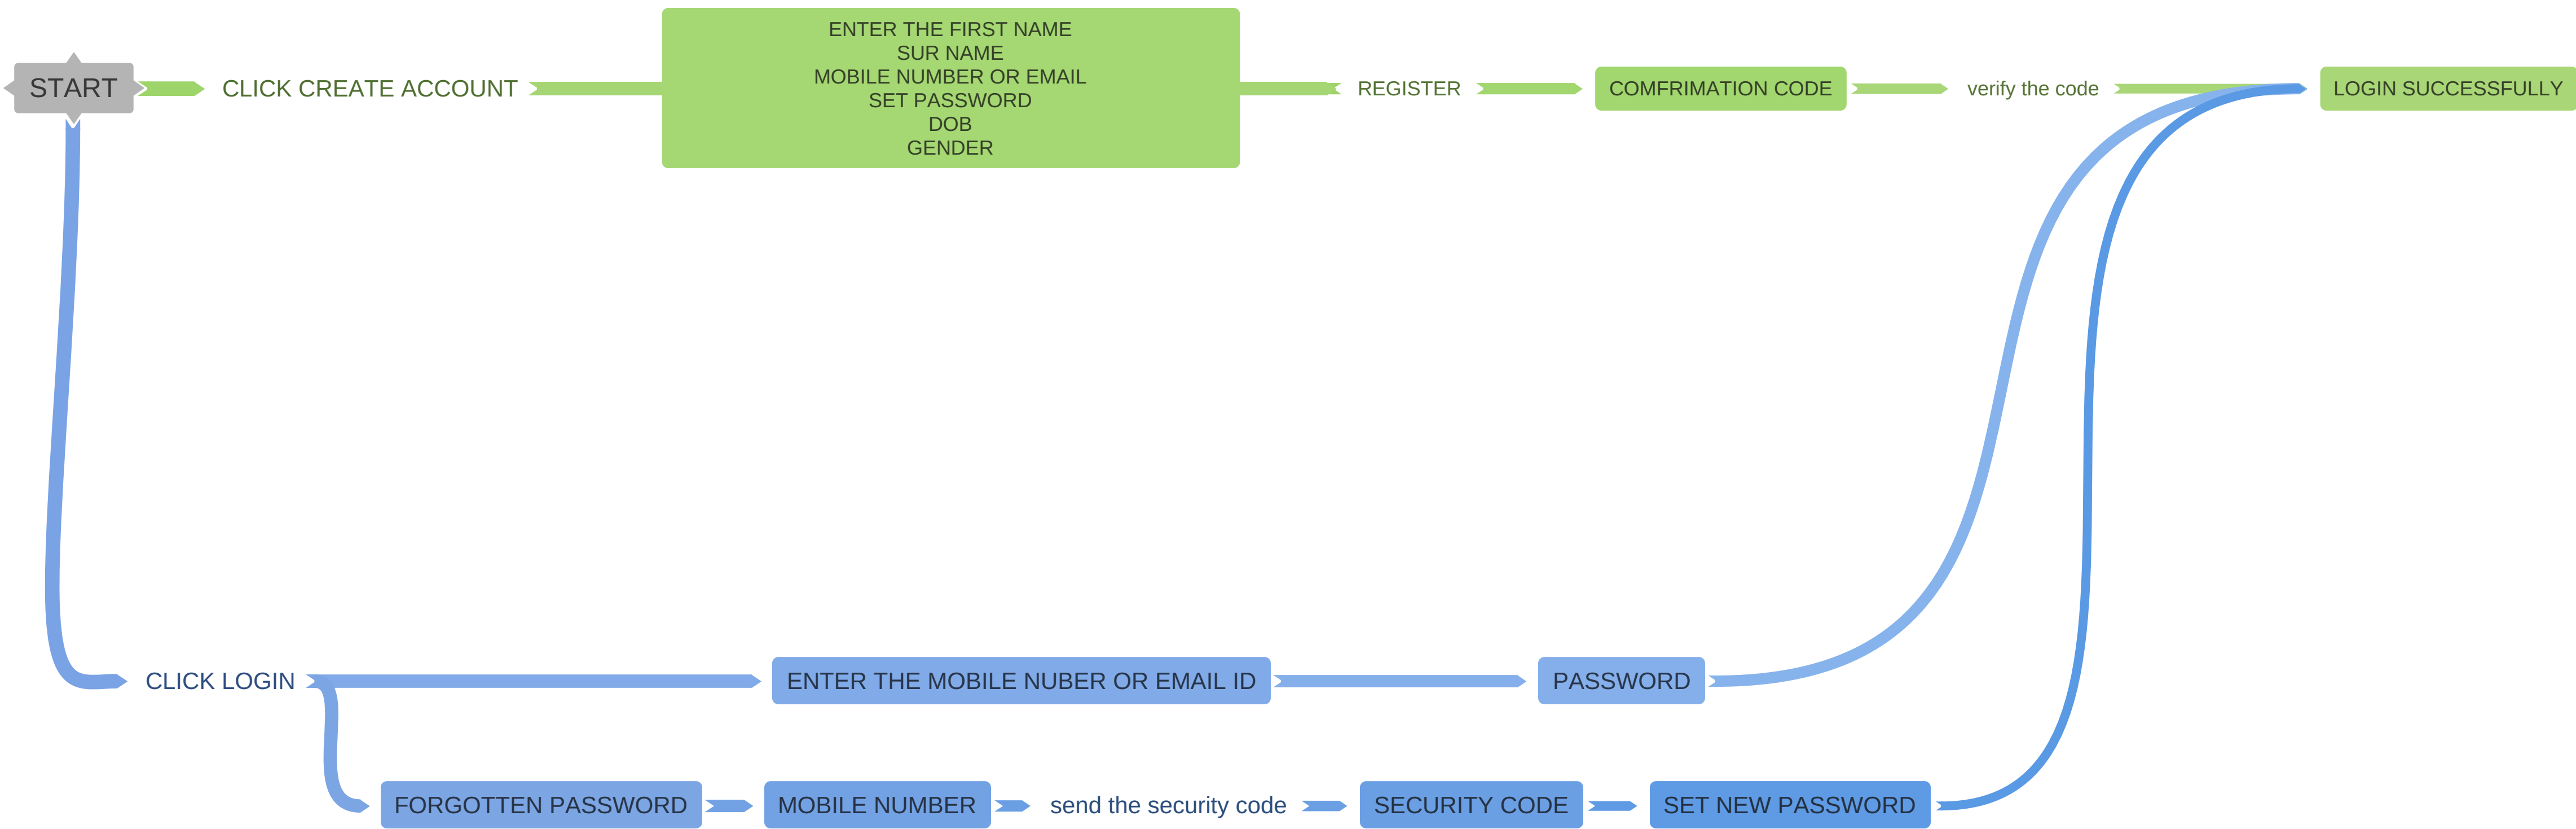 START
CLICK CREATE ACCOUNT
ENTER THE FIRST NAME
SUR NAME
MOBILE NUMBER OR EMAIL
SET PASSWORD
DOB
GENDER
REGISTER
COMFRIMATION CODE
verify the code
LOGIN SUCCESSFULLY
CLICK LOGIN
ENTER THE MOBILE NUBER OR EMAIL ID
PASSWORD
FORGOTTEN PASSWORD
MOBILE NUMBER
send the security code
SECURITY CODE
SET NEW PASSWORD